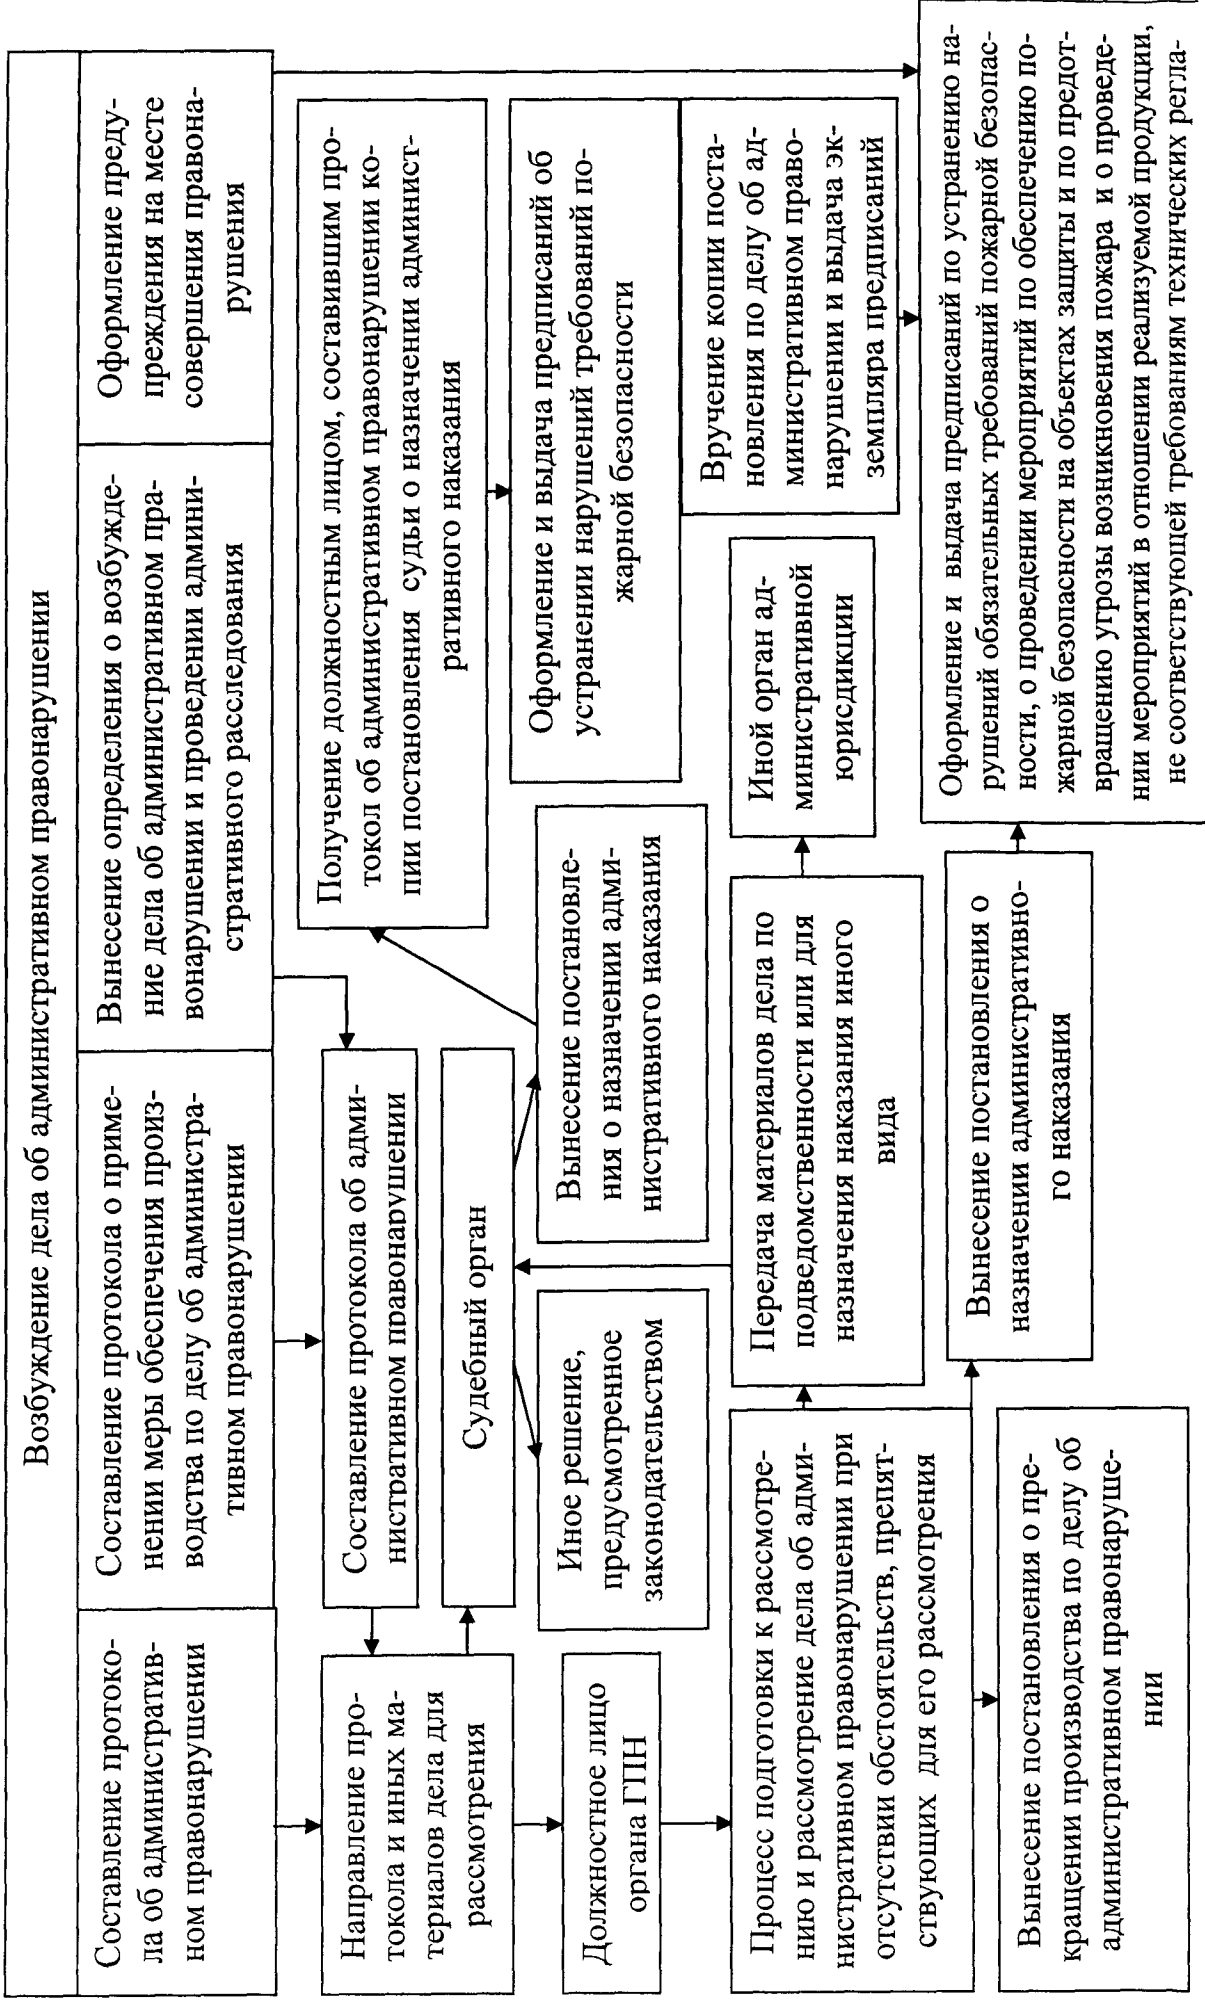 Возбуждение дела об административном правонарушении
Составление протоко-
ла об административ-
ном правонарушении
Составление протокола о приме-
нении меры обеспечения произ-
водства по делу об администра-
тивном правонарушении
Вынесение определения о возбужде-
ние дела об административном пра-
вонарушении и проведении админи-
стративного расследования
Оформление преду-
преждения на месте
совершения правона-
рушения
Направление про-
токола и иных ма-
териалов дела для
рассмотрения
Составление протокола об адми-
нистративном правонарушении
Судебный орган
Получение должностным лицом, составившим про-
токол об административном правонарушении ко-
пии постановления судьи о назначении админист-
ративного наказания
Должностное лицо
органа ГПН
Иное решение,
предусмотренное
законодательством
Вынесение постановле-
ния о назначении адми-
нистративного наказания
Оформление и выдача предписаний об
устранении нарушений требований по-
жарной безопасности
Процесс подготовки к рассмотре-
нию и рассмотрение дела об адми-
нистративном правонарушении при
отсутствии обстоятельств, препят-
ствующих для его рассмотрения
Передача материалов дела по
подведомственности или для
назначения наказания иного
вида
Иной орган ад-
министративной
юрисдикции
Вручение копии поста-
новления по делу об ад-
министративном право-
нарушении и выдача эк-
земпляра предписаний
Вынесение постановления о пре-
кращении производства по делу об
административном правонаруше-
нии
Вынесение постановления о
назначении административно-
го наказания
Оформление и выдача предписаний по устранению на-
рушений обязательных требований пожарной безопас-
ности, о проведении мероприятий по обеспечению по-
жарной безопасности на объектах защиты и по предот-
вращению угрозы возникновения пожара и о проведе-
нии мероприятий в отношении реализуемой продукции,
не соответствующей требованиям технических регла-